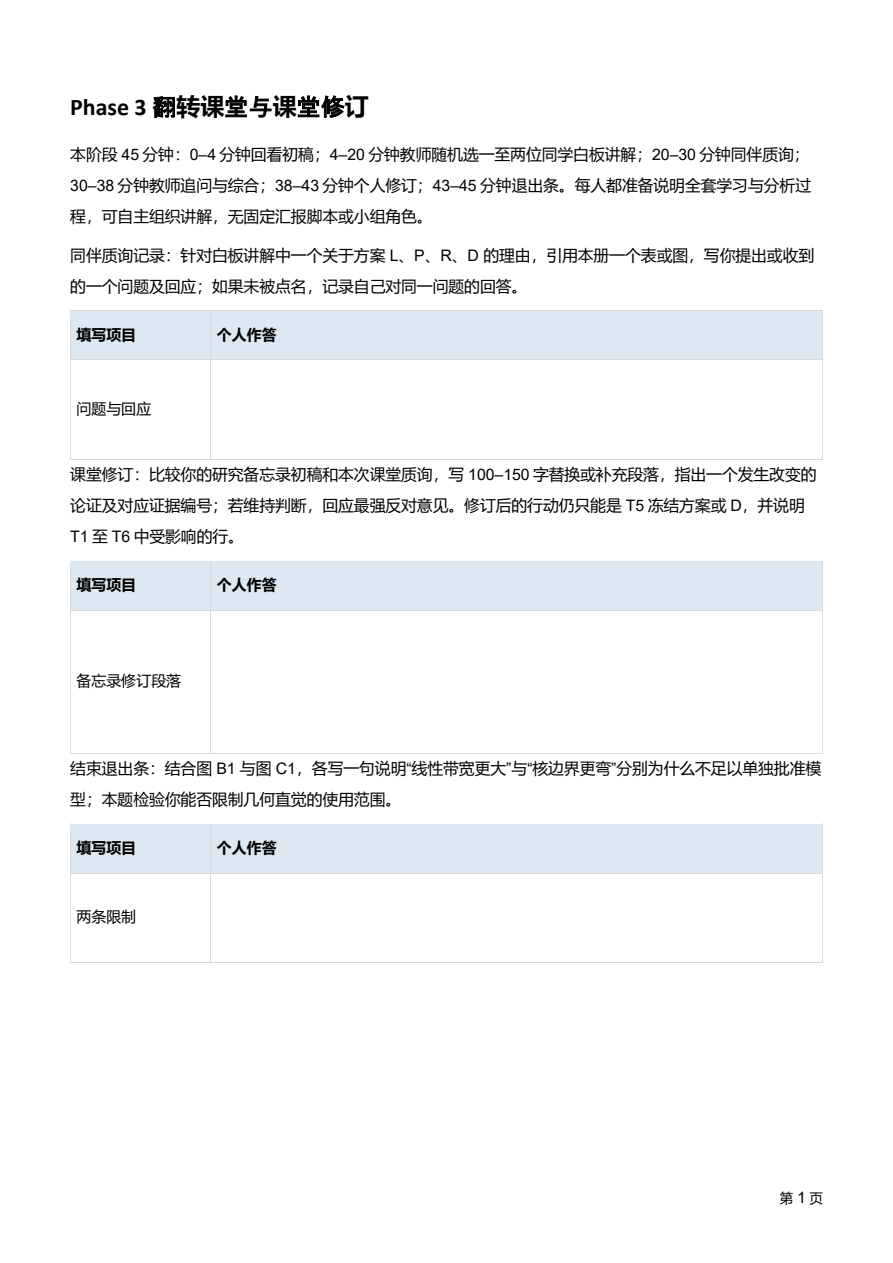 Phase 3 翻转课堂与课堂修订
本阶段 45 分钟：0–4 分钟回看初稿；4–20 分钟教师随机选一至两位同学白板讲解；20–30 分钟同伴质询；
30–38 分钟教师追问与综合；38–43 分钟个人修订；43–45 分钟退出条。每人都准备说明全套学习与分析过
程，可自主组织讲解，无固定汇报脚本或小组角色。
同伴质询记录：针对白板讲解中一个关于方案 L、P、R、D 的理由，引用本册一个表或图，写你提出或收到
的一个问题及回应；如果未被点名，记录自己对同一问题的回答。
填写项目 个人作答
问题与回应
课堂修订：比较你的研究备忘录初稿和本次课堂质询，写 100–150 字替换或补充段落，指出一个发生改变的
论证及对应证据编号；若维持判断，回应最强反对意见。修订后的行动仍只能是 T5 冻结方案或 D，并说明
T1 至 T6 中受影响的行。
填写项目 个人作答
备忘录修订段落
结束退出条：结合图 B1 与图 C1，各写一句说明“线性带宽更大”与“核边界更弯”分别为什么不足以单独批准模
型；本题检验你能否限制几何直觉的使用范围。
填写项目 个人作答
两条限制
第 1 页